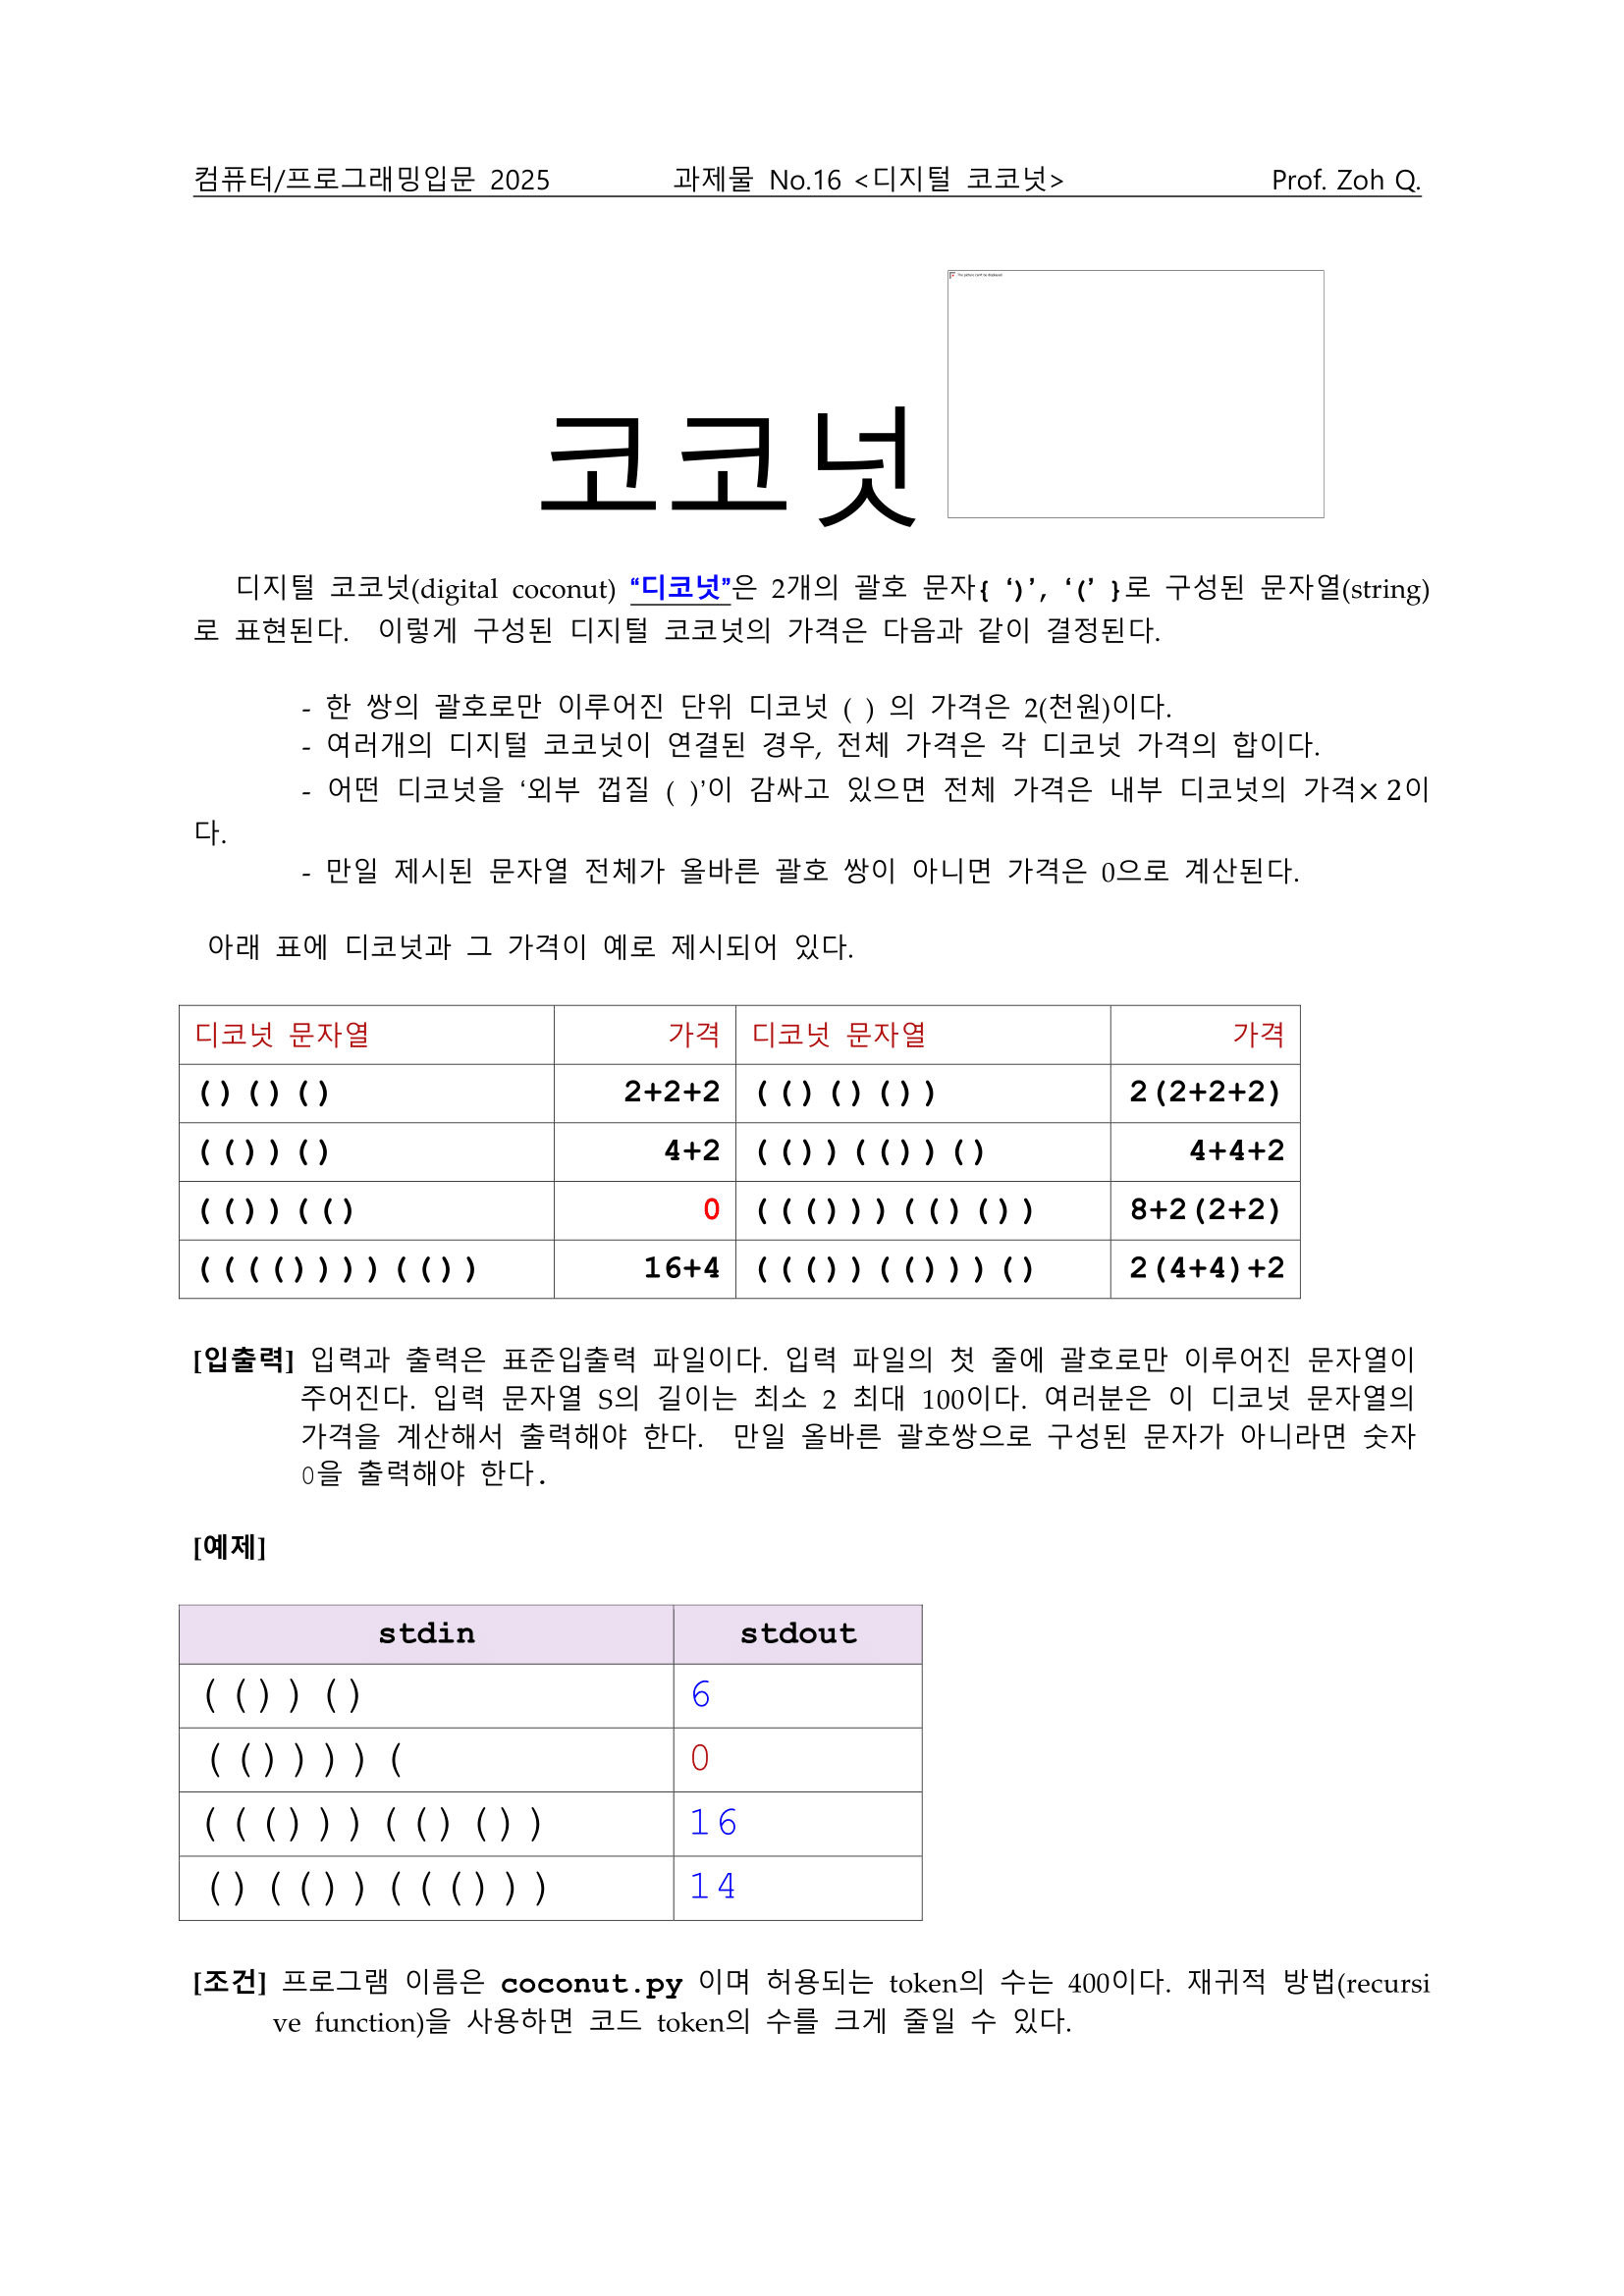 컴퓨터/프로그래밍입문 2025 과제물 No.16 <디지털 코코넛> Prof. Zoh Q.
The picture can't be displayed.
코코넛
디지털 코코넛(digital coconut) “디코넛”은 2개의 괄호 문자{ ‘)’, ‘(’ }로 구성된 문자열(string)
로 표현된다. 이렇게 구성된 디지털 코코넛의 가격은 다음과 같이 결정된다.
- 한 쌍의 괄호로만 이루어진 단위 디코넛 ( ) 의 가격은 2(천원)이다.
- 여러개의 디지털 코코넛이 연결된 경우, 전체 가격은 각 디코넛 가격의 합이다.
- 어떤 디코넛을 ‘외부 껍질 ( )’이 감싸고 있으면 전체 가격은 내부 디코넛의 가격× 2이
다.
- 만일 제시된 문자열 전체가 올바른 괄호 쌍이 아니면 가격은 0으로 계산된다.
아래 표에 디코넛과 그 가격이 예로 제시되어 있다.
디코넛 문자열 가격 디코넛 문자열 가격
()()() 2+2+2 (()()()) 2(2+2+2)
(())() 4+2 (())(())() 4+4+2
(())(() 0 ((()))(()()) 8+2(2+2)
(((())))(()) 16+4 ((())(()))() 2(4+4)+2
[입출력] 입력과 출력은 표준입출력 파일이다. 입력 파일의 첫 줄에 괄호로만 이루어진 문자열이
주어진다. 입력 문자열 S의 길이는 최소 2 최대 100이다. 여러분은 이 디코넛 문자열의
가격을 계산해서 출력해야 한다. 만일 올바른 괄호쌍으로 구성된 문자가 아니라면 숫자
0을 출력해야 한다.
[예제]
stdin stdout
(())() 6
(())))( 0
((()))(()()) 16
()(())((())) 14
[조건] 프로그램 이름은 coconut.py 이며 허용되는 token의 수는 400이다. 재귀적 방법(recursi
ve function)을 사용하면 코드 token의 수를 크게 줄일 수 있다.